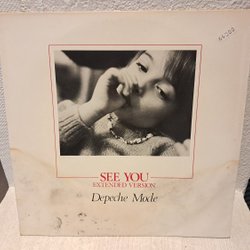 SEE YOU
EXTENDED VERSION
Depeche Mode